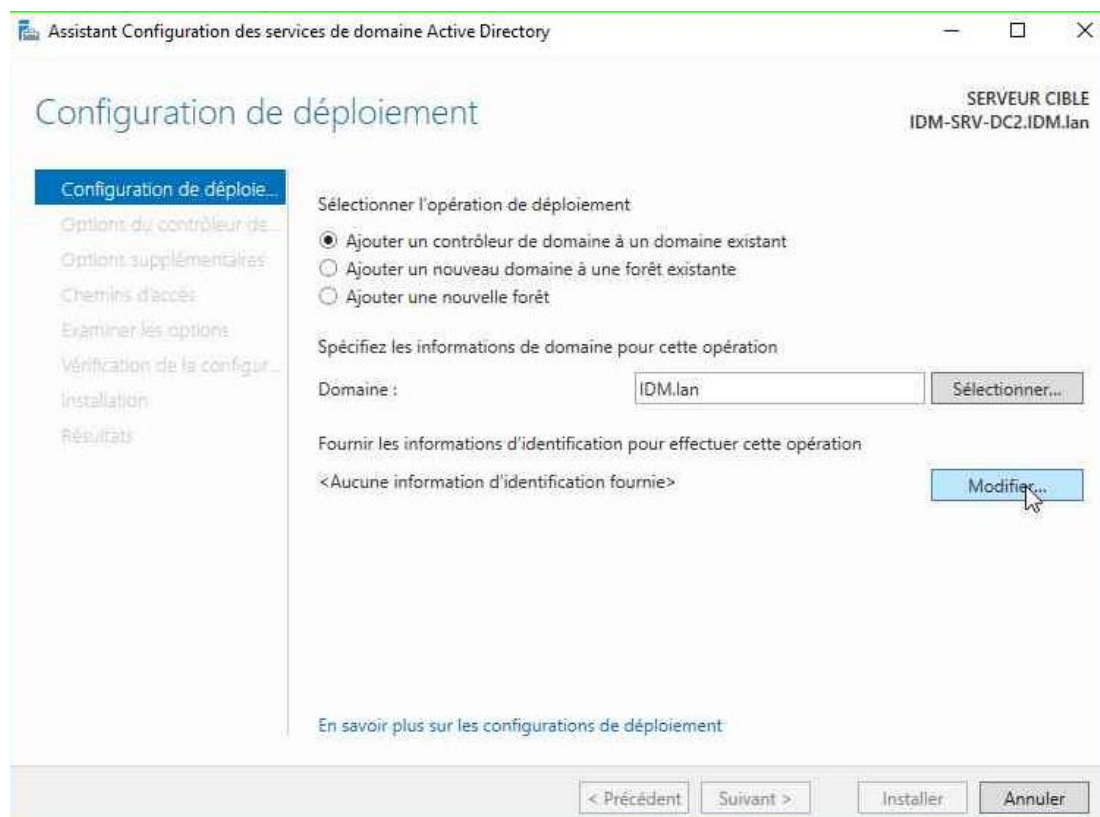 Assistant Configuration des services de domaine Active Directory
Configuration de déploiement
SERVEUR CIBLE
IDM-SRV-DC2.IDM.lan
Configuration de déploie...
Options du contrôleur de...
Options supplémentaires
Chemins d'accès
Examiner les options
Vérification de la configur...
Installation
Résultats
Sélectionner l'opération de déploiement
Ajouter un contrôleur de domaine à un domaine existant
Ajouter un nouveau domaine à une forêt existante
Ajouter une nouvelle forêt
Spécifiez les informations de domaine pour cette opération
Domaine : IDM.lan Sélectionner...
Fournir les informations d'identification pour effectuer cette opération
<Aucune information d'identification fournie> Modifier...
En savoir plus sur les configurations de déploiement
< Précédent Suivant > Installer Annuler